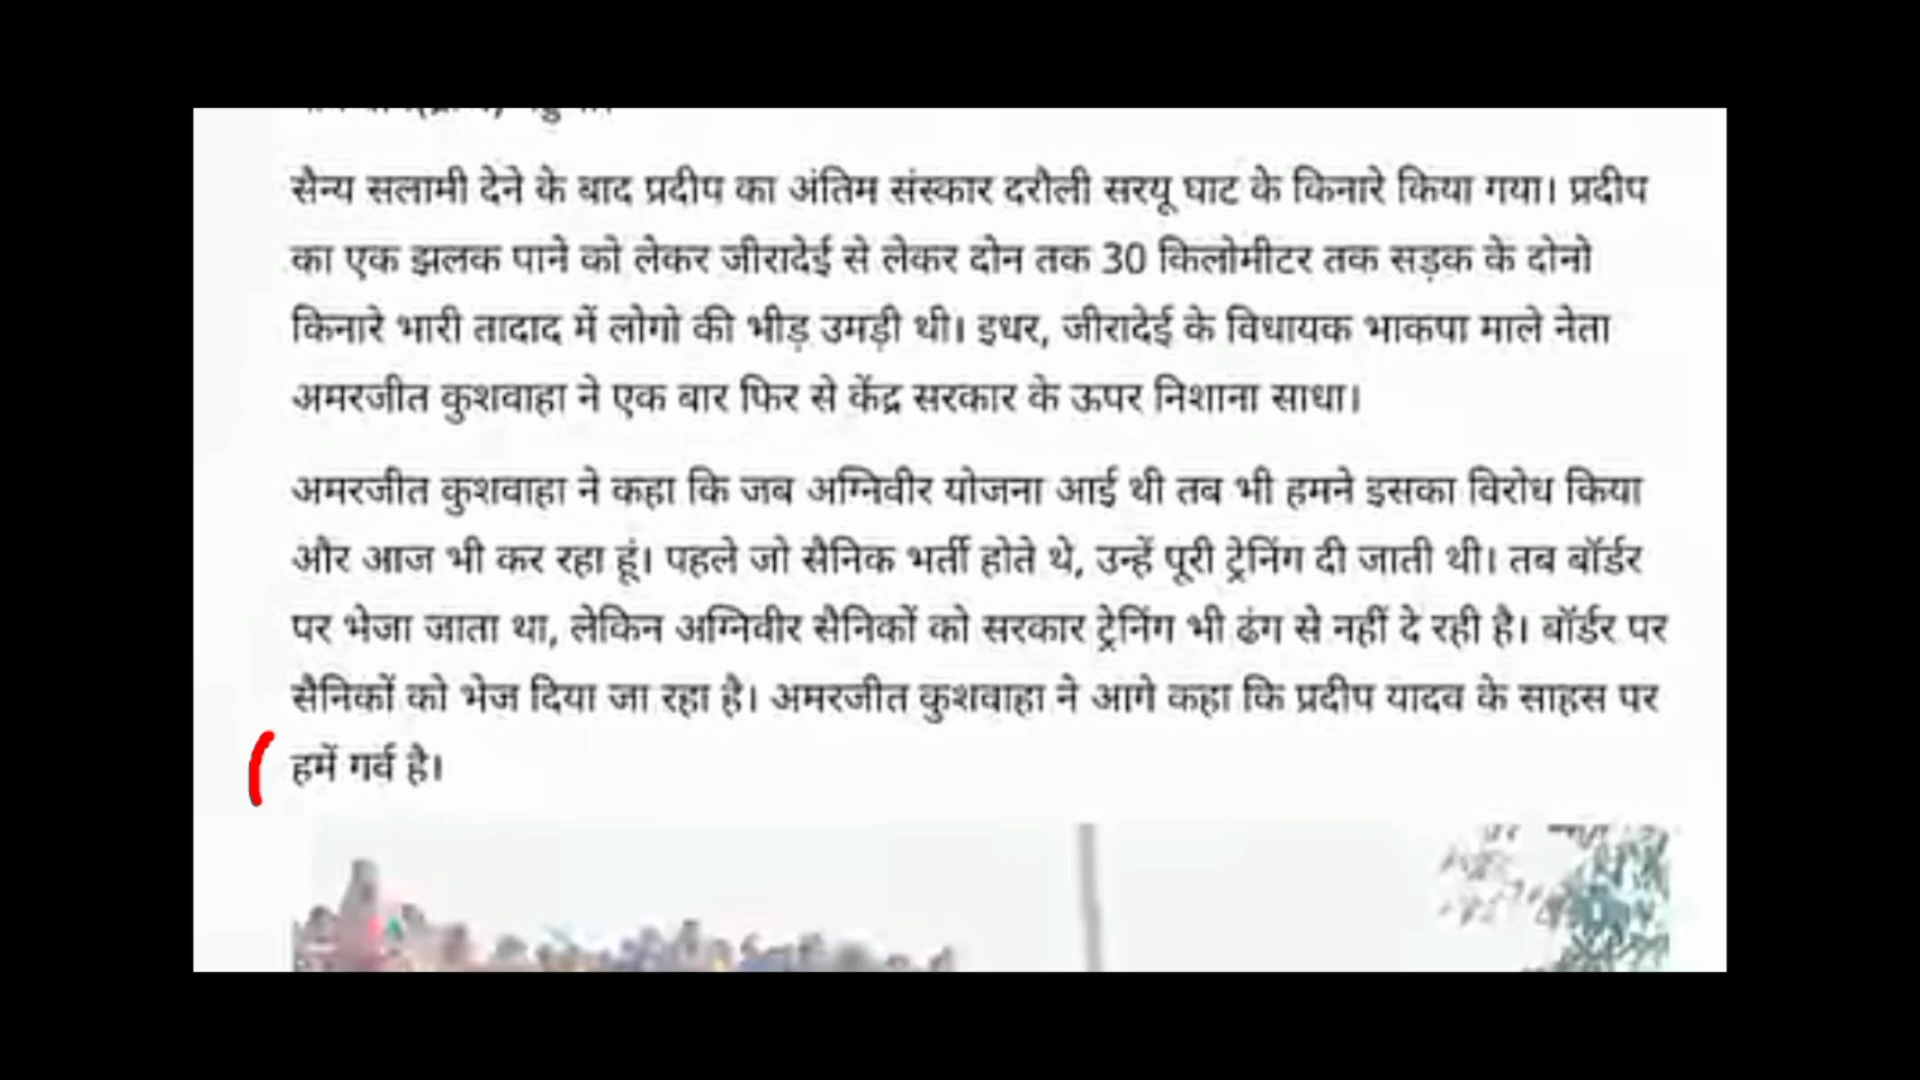 सैन्य सलामी देने के बाद प्रदीप का अंतिम संस्कार दरौली सरयू घाट के किनारे किया गया। प्रदीप
का एक झलक पाने को लेकर जीरादेई से लेकर दोन तक 30 किलोमीटर तक सड़क के दोनो
किनारे भारी तादाद में लोगो की भीड़ उमड़ी थी। इधर, जीरादेई के विधायक भाकपा माले नेता
अमरजीत कुशवाहा ने एक बार फिर से केंद्र सरकार के ऊपर निशाना साधा।
अमरजीत कुशवाहा ने कहा कि जब अग्निवीर योजना आई थी तब भी हमने इसका विरोध किया
और आज भी कर रहा हूं। पहले जो सैनिक भर्ती होते थे, उन्हें पूरी ट्रेनिंग दी जाती थी। तब बॉर्डर
पर भेजा जाता था, लेकिन अग्निवीर सैनिकों को सरकार ट्रेनिंग भी ढंग से नहीं दे रही है। बॉर्डर पर
सैनिकों को भेज दिया जा रहा है। अमरजीत कुशवाहा ने आगे कहा कि प्रदीप यादव के साहस पर
हमें गर्व है।